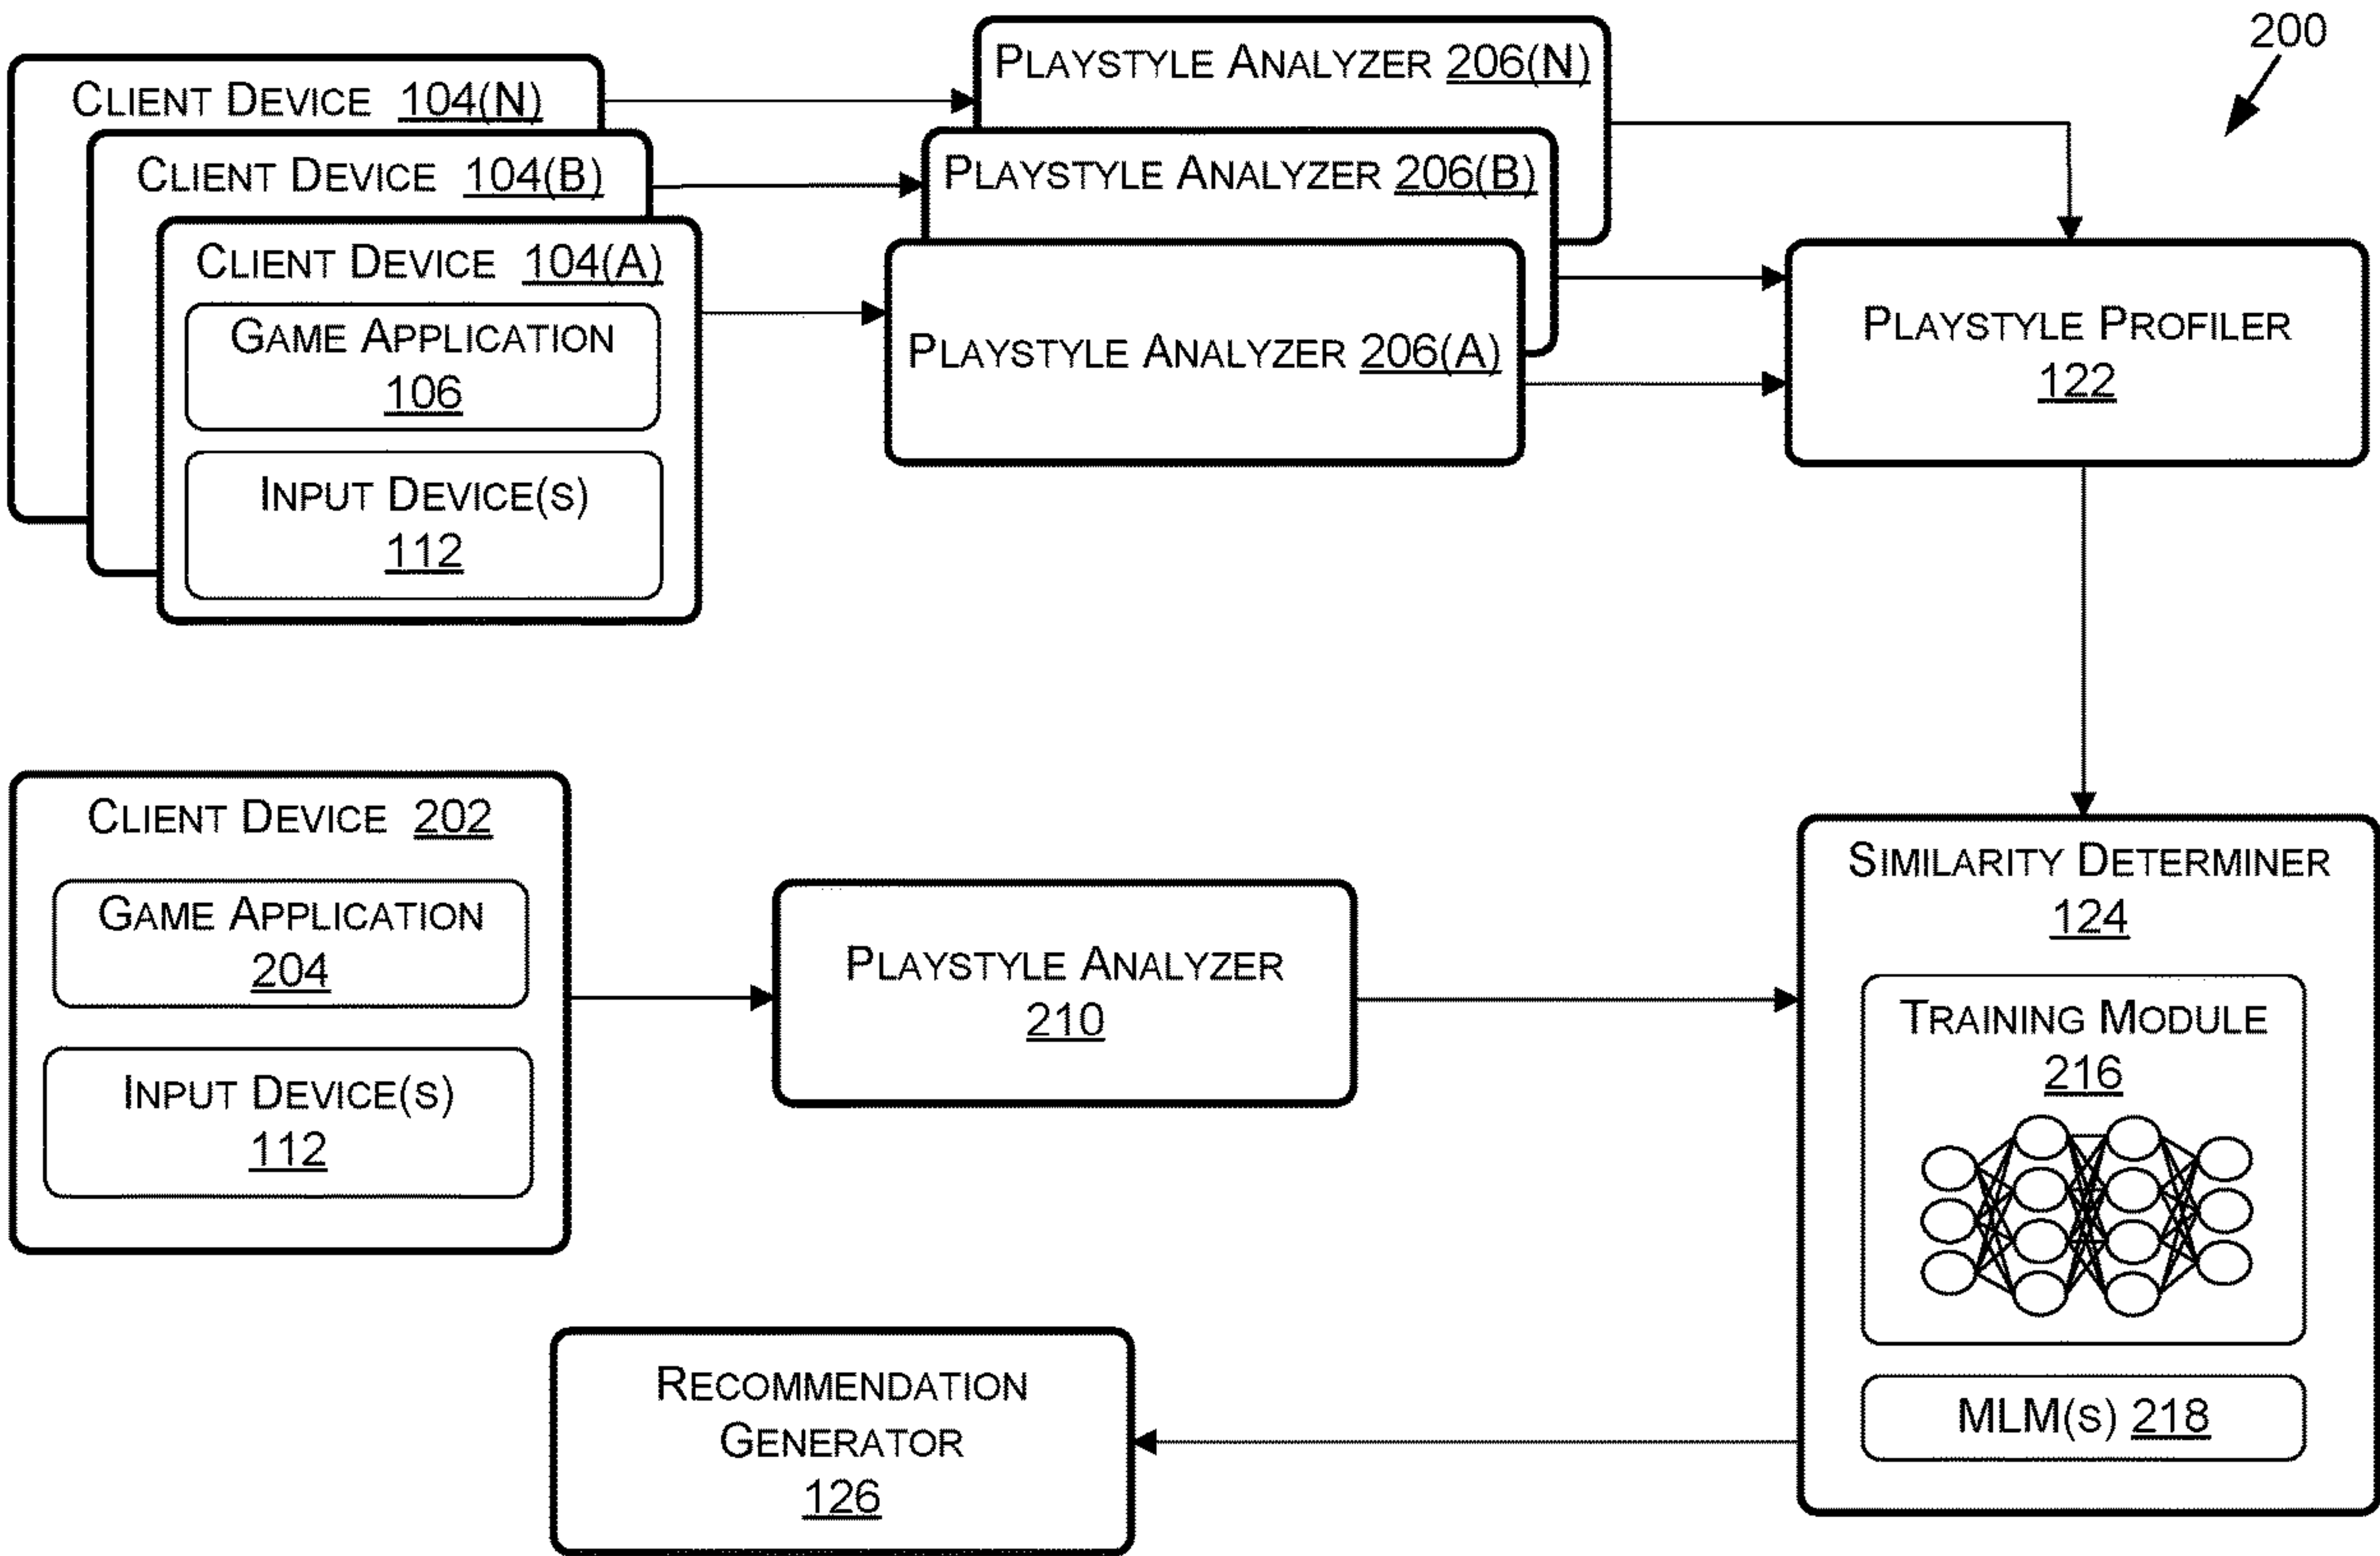 200
CLIENT DEVICE 104(N)
CLIENT DEVICE 104(B)
CLIENT DEVICE 104(A)
GAME APPLICATION
106
INPUT DEVICE(S)
112
PLAYSTYLE ANALYZER 206(N)
PLAYSTYLE ANALYZER 206(B)
PLAYSTYLE ANALYZER 206(A)
PLAYSTYLE PROFILER
122
CLIENT DEVICE 202
GAME APPLICATION
204
INPUT DEVICE(S)
112
PLAYSTYLE ANALYZER
210
SIMILARITY DETERMINER
124
TRAINING MODULE
216
MLM(S) 218
RECOMMENDATION
GENERATOR
126